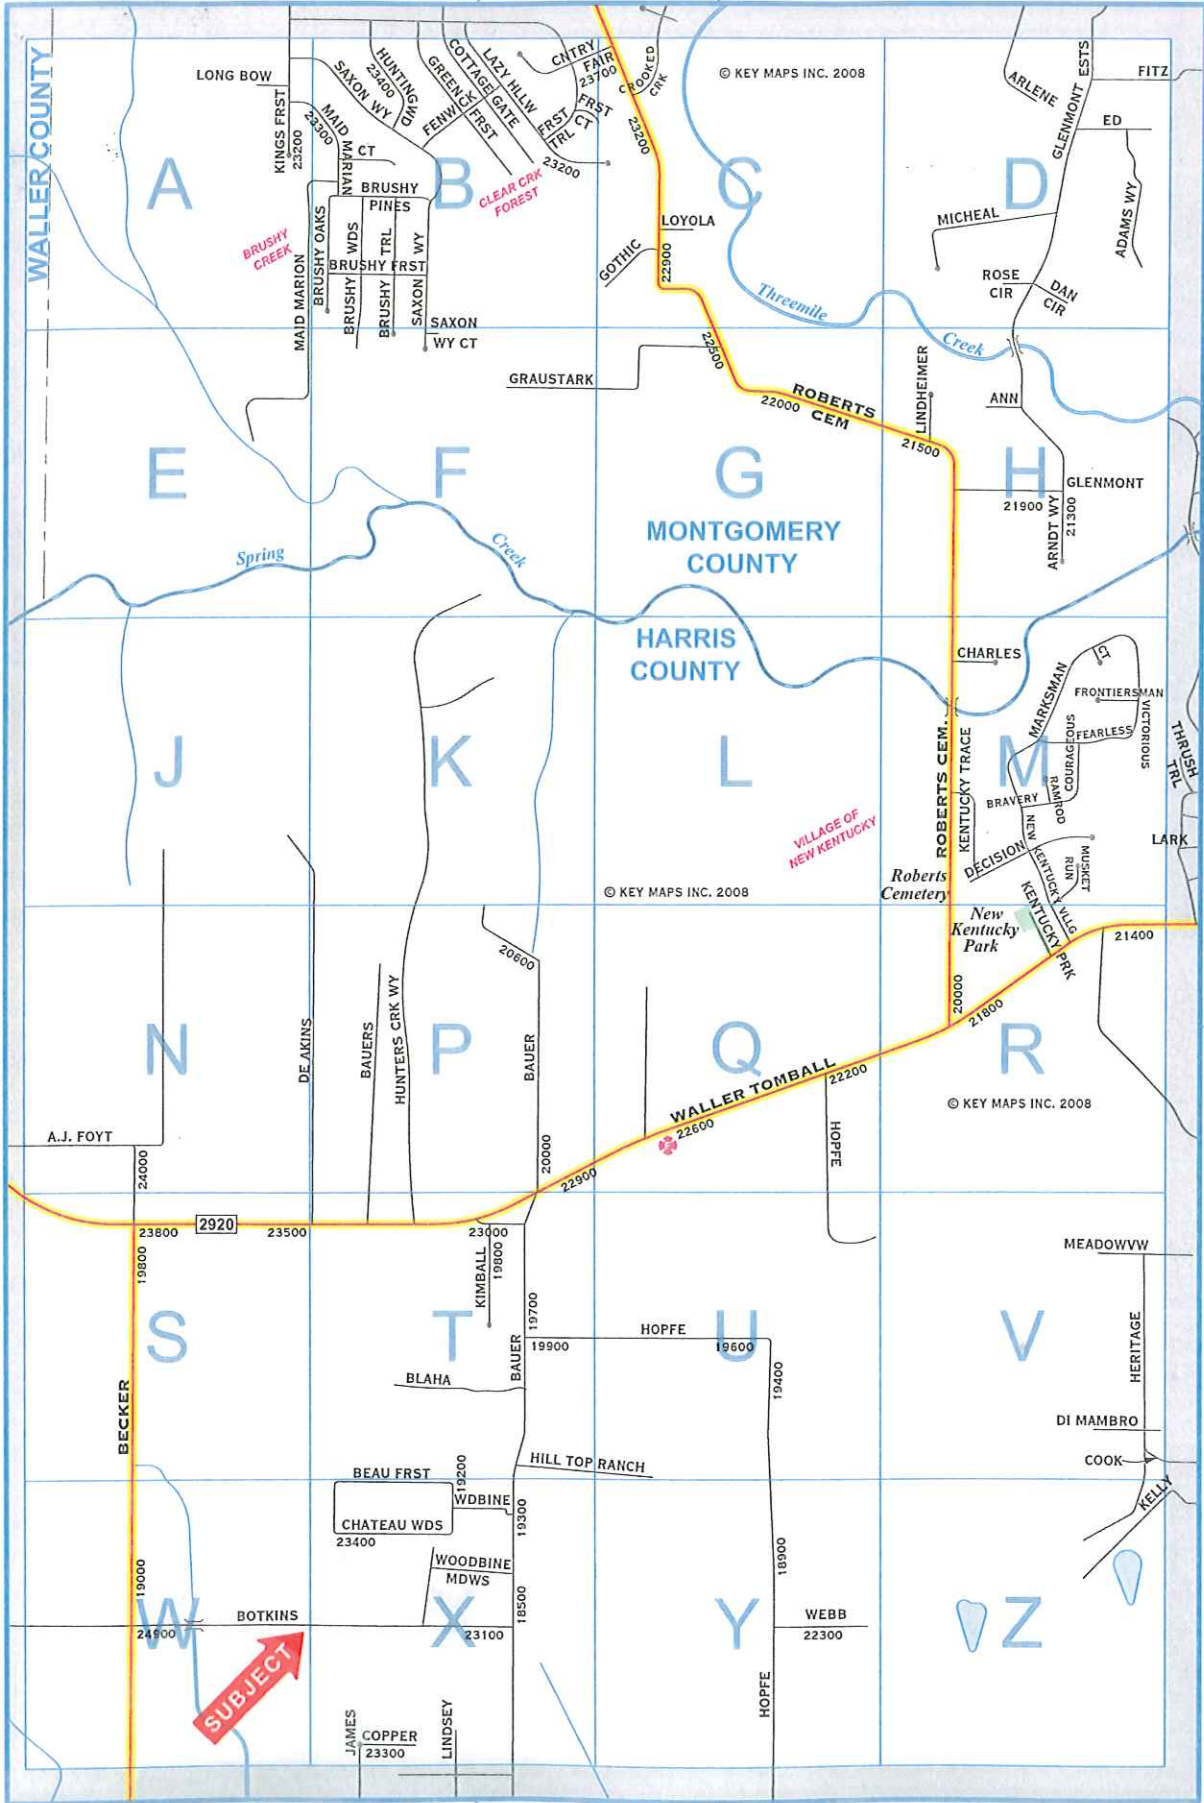 WALLER COUNTY
LONG BOW
KINGS FRST
23200
SAXON WY
HUNTINGWD
23400
MAID MARIAN
23300
CT
GREEN FRST
COTTAGE GATE
LAZY HLLW
FENWICK
CNTRY FAIR
23700
CROOKED CRK
FRST CT
FRST TRL
23200
23200
© KEY MAPS INC. 2008
ARLENE
GLENMONT ESTS
FITZ
ED
ADAMS WY
A
B
C
D
BRUSHY PINES
CLEAR CRK
FOREST
BRUSHY
CREEK
MAID MARION
BRUSHY OAKS
BRUSHY WDS
BRUSHY TRL
BRUSHY FRST
SAXON WY
SAXON
WY CT
LOYOLA
GOTHIC
22900
MICHEAL
ROSE
CIR
DAN
CIR
Threemile
Creek
22500
GRAUSTARK
ROBERTS
CEM
22000
21500
LINDHEIMER
ANN
E
F
G
H
GLENMONT
21900
ARNDT WY
21300
MONTGOMERY
COUNTY
Spring
Creek
HARRIS
COUNTY
CHARLES
MARKSMAN
CT
FRONTIERSMAN
VICTORIOUS
FEARLESS
COURAGEOUS
THRUSH
TRL
J
K
L
M
ROBERTS CEM.
KENTUCKY TRACE
BRAVERY
RAMROD
NEW KENTUCKY VLLG
MUSKET
RUN
DECISION
LARK
VILLAGE OF
NEW KENTUCKY
Roberts
Cemetery
© KEY MAPS INC. 2008
New
Kentucky
Park
KENTUCKY PRK
21400
20600
20000
21800
N
P
Q
R
DE AKINS
BAUERS
HUNTERS CRK WY
BAUER
WALLER TOMBALL
22200
22600
© KEY MAPS INC. 2008
HOPFE
A.J. FOYT
24000
20000
22900
23800
2920
23500
23000
19800
KIMBALL
19800
MEADOWVW
19700
S
T
U
V
HOPFE
19900
19600
HERITAGE
BAUER
19400
BLAHA
BECKER
DI MAMBRO
HILL TOP RANCH
COOK
BEAU FRST
19200
WDBINE
KELLY
CHATEAU WDS
23400
19300
WOODBINE
MDWS
18900
19000
18500
W
X
Y
Z
BOTKINS
24900
23100
WEBB
22300
SUBJECT
HOPFE
JAMES
COPPER
23300
LINDSEY